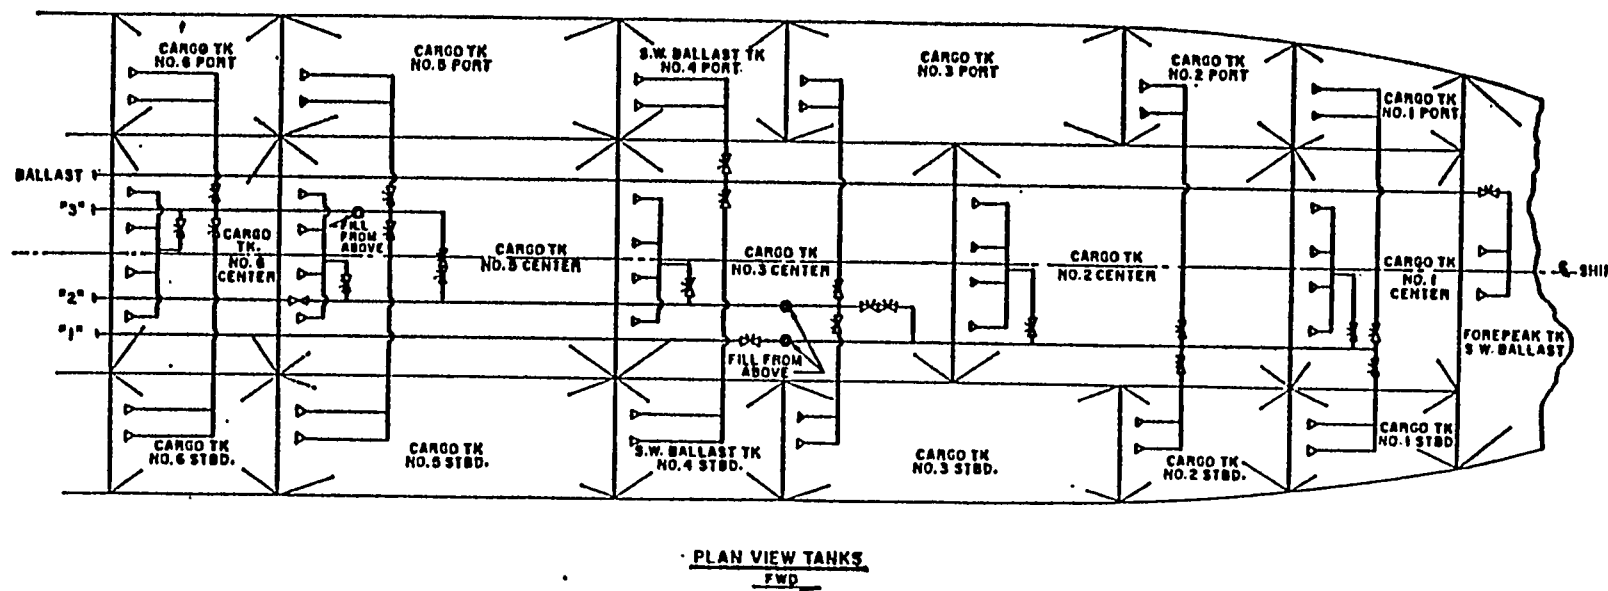 CARGO TK
NO.6 PORT
CARGO TK
NO.5 PORT
S.W. BALLAST TK
NO.4 PORT
CARGO TK
NO.3 PORT
CARGO TK
NO.2 PORT
CARGO TK
NO.1 PORT
BALLAST
"3"
"2"
"1"
CARGO
TK.
NO.6
CENTER
FILL
FROM
ABOVE
CARGO TK
NO.5 CENTER
CARGO TK
NO.3 CENTER
CARGO TK
NO.2 CENTER
CARGO TK
NO.1
CENTER
SHIP
FILL FROM
ABOVE
FOREPEAK TK
S W. BALLAST
CARGO TK
NO.6 STBD.
CARGO TK
NO.5 STBD.
S.W. BALLAST TK
NO.4 STBD.
CARGO TK
NO.3 STBD.
CARGO TK
NO.2 STBD.
CARGO TK
NO.1 STBD
PLAN VIEW TANKS
FWD